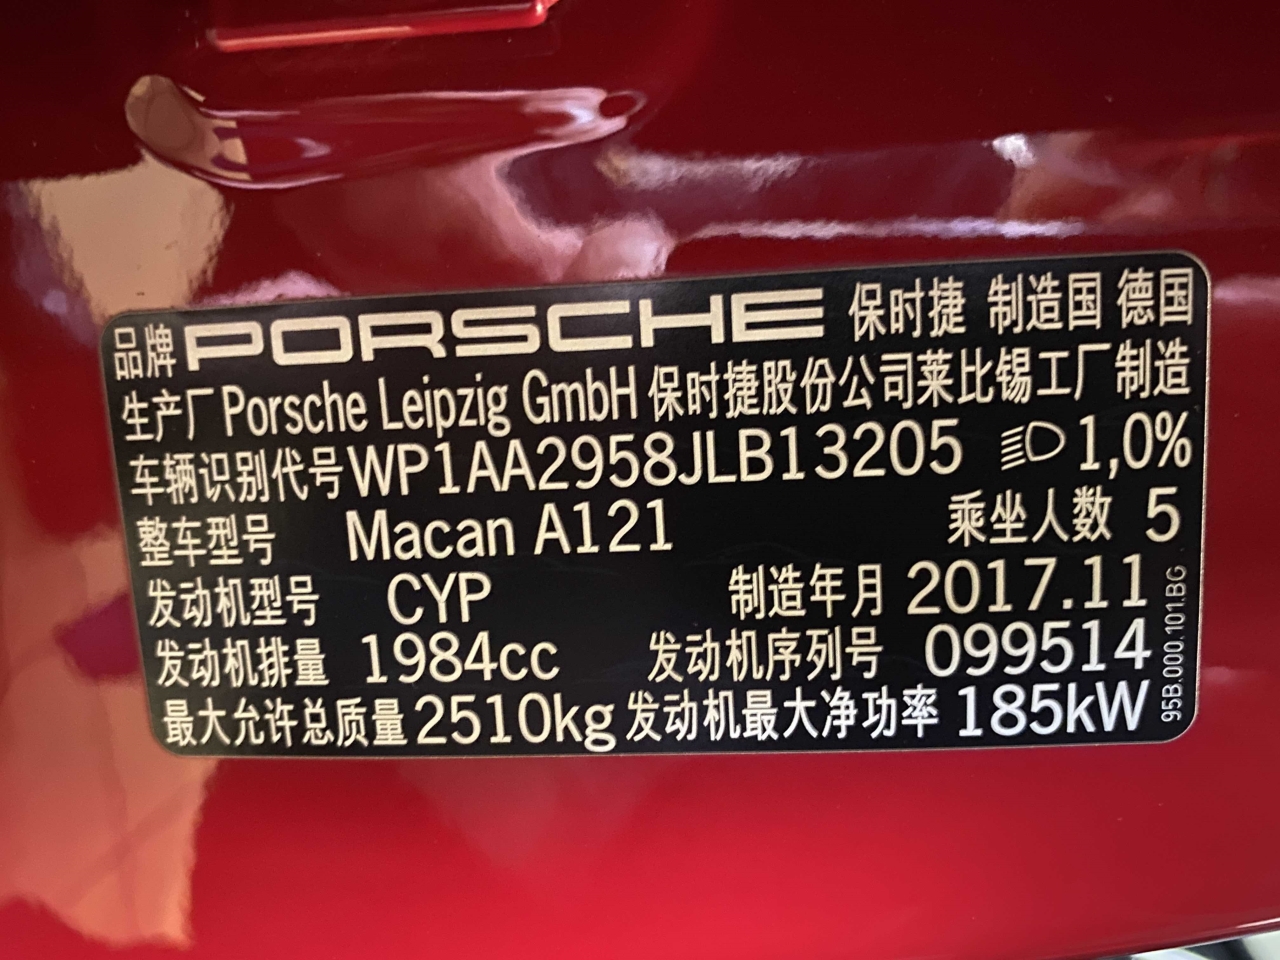 品牌 PORSCHE 保时捷 制造国 德国
生产厂 Porsche Leipzig GmbH 保时捷股份公司莱比锡工厂制造
车辆识别代号 WP1AA2958JLB13205 1,0%
整车型号 Macan A121 乘坐人数 5
发动机型号 CYP 制造年月 2017.11
发动机排量 1984cc 发动机序列号 099514
最大允许总质量 2510kg 发动机最大净功率 185kW
95B.000.101.BG